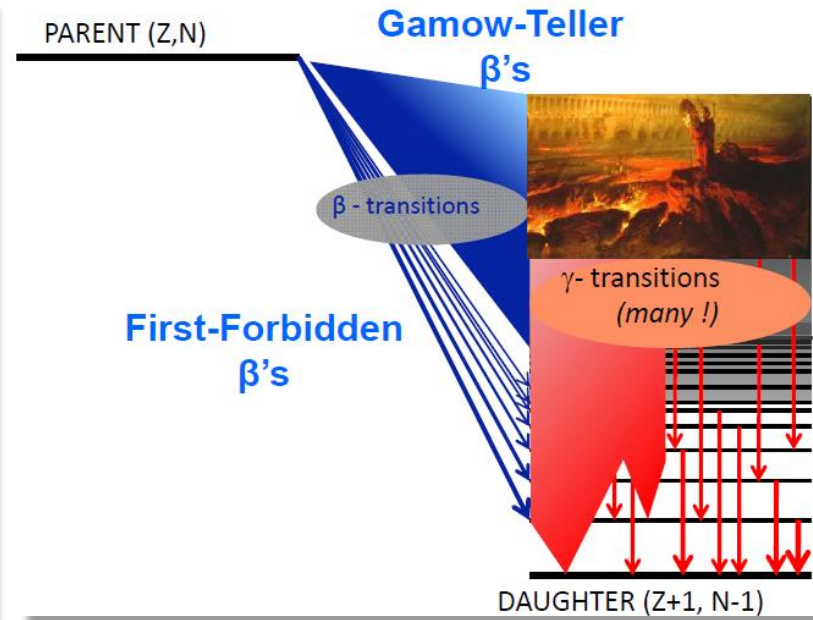 PARENT (Z,N)
Gamow-Teller
β's
β - transitions
γ- transitions
(many !)
First-Forbidden
β's
DAUGHTER (Z+1, N-1)